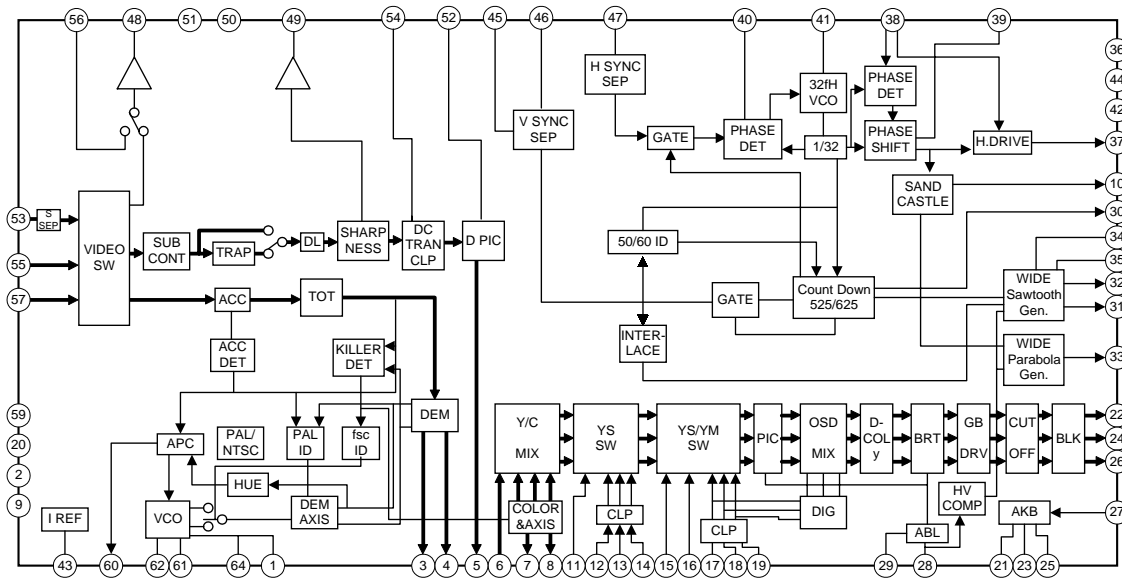 56
48
51
50
49
54
52
45
46
47
40
41
38
39
36
44
42
37
10
30
34
35
32
31
33
22
24
26
27
53
55
57
59
20
2
9
H SYNC
SEP
V SYNC
SEP
GATE
PHASE
DET
32fH
VCO
1/32
PHASE
DET
PHASE
SHIFT
H.DRIVE
SAND
CASTLE
S
SEP
VIDEO
SW
SUB
CONT
TRAP
DL
SHARP
NESS
DC
TRAN
CLP
D PIC
50/60 ID
GATE
Count Down
525/625
INTER-
LACE
WIDE
Sawtooth
Gen.
WIDE
Parabola
Gen.
ACC
TOT
ACC
DET
KILLER
DET
DEM
APC
PAL/
NTSC
PAL
ID
fsc
ID
HUE
VCO
DEM
AXIS
I REF
Y/C
MIX
YS
SW
YS/YM
SW
PIC
OSD
MIX
D-
COL
y
BRT
GB
DRV
CUT
OFF
BLK
COLOR
&AXIS
CLP
CLP
DIG
HV
COMP
ABL
AKB
43
60
62
61
64
1
3
4
5
6
7
8
11
12
13
14
15
16
17
18
19
29
28
21
23
25